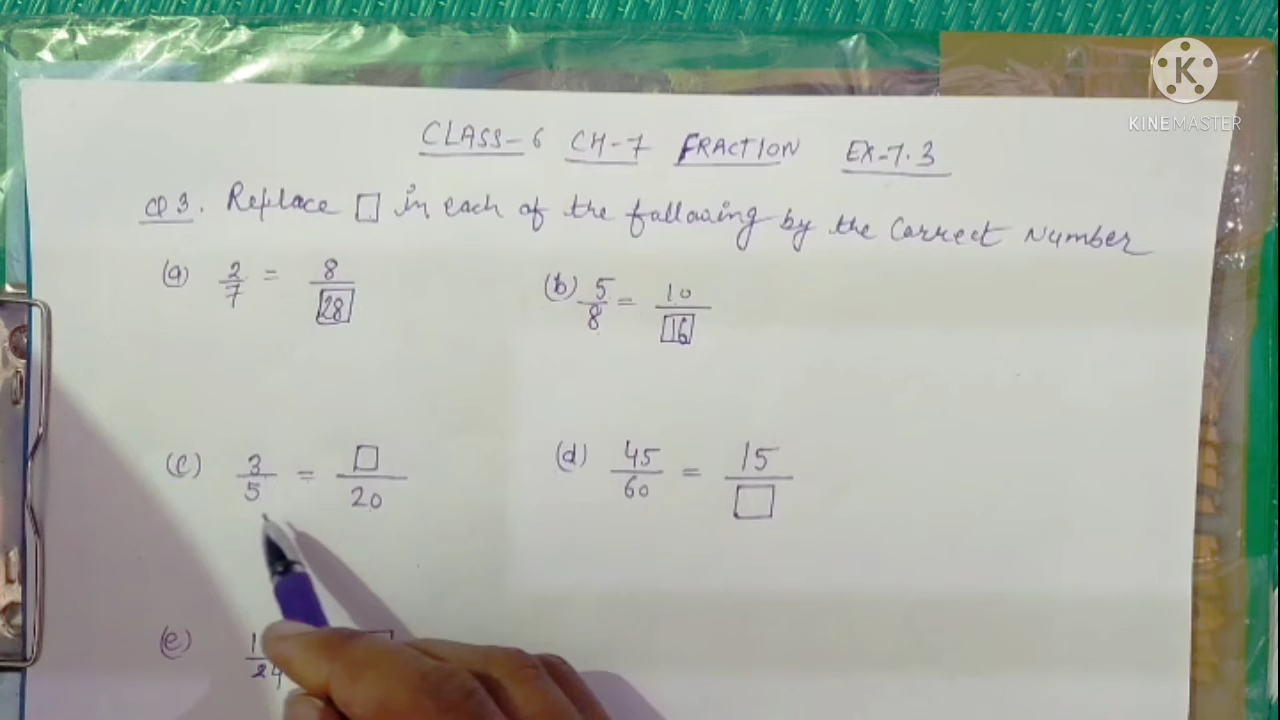 KINEMASTER
CLASS-6 CH-7 FRACTION EX-7.3
Q3. Replace □ in each of the following by the Correct Number
(a) 2/7 = 8/28 (b) 5/8 = 10/16
(c) 3/5 = □/20 (d) 45/60 = 15/□
(e)